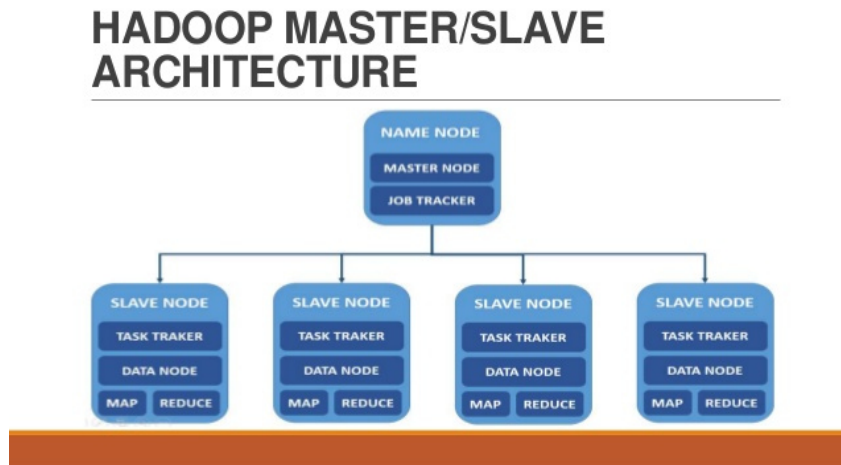 HADOOP MASTER/SLAVE
ARCHITECTURE
NAME NODE
MASTER NODE
JOB TRACKER
SLAVE NODE
TASK TRAKER
DATA NODE
MAP REDUCE
SLAVE NODE
TASK TRAKER
DATA NODE
MAP REDUCE
SLAVE NODE
TASK TRAKER
DATA NODE
MAP REDUCE
SLAVE NODE
TASK TRAKER
DATA NODE
MAP REDUCE